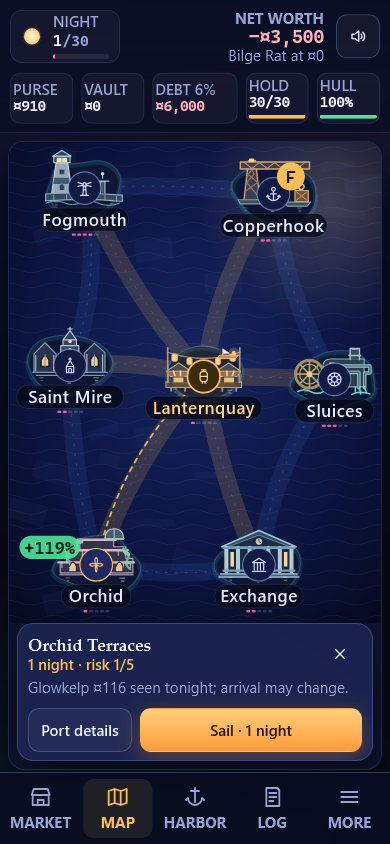 NIGHT
1/30
NET WORTH
−¤3,500
Bilge Rat at ¤0
PURSE
¤910
VAULT
¤0
DEBT 6%
¤6,000
HOLD
30/30
HULL
100%
F
Fogmouth
Copperhook
Saint Mire
Lanternquay
Sluices
+119%
Orchid
Exchange
Orchid Terraces
1 night · risk 1/5
Glowkelp ¤116 seen tonight; arrival may change.
Port details
Sail · 1 night
MARKET
MAP
HARBOR
LOG
MORE